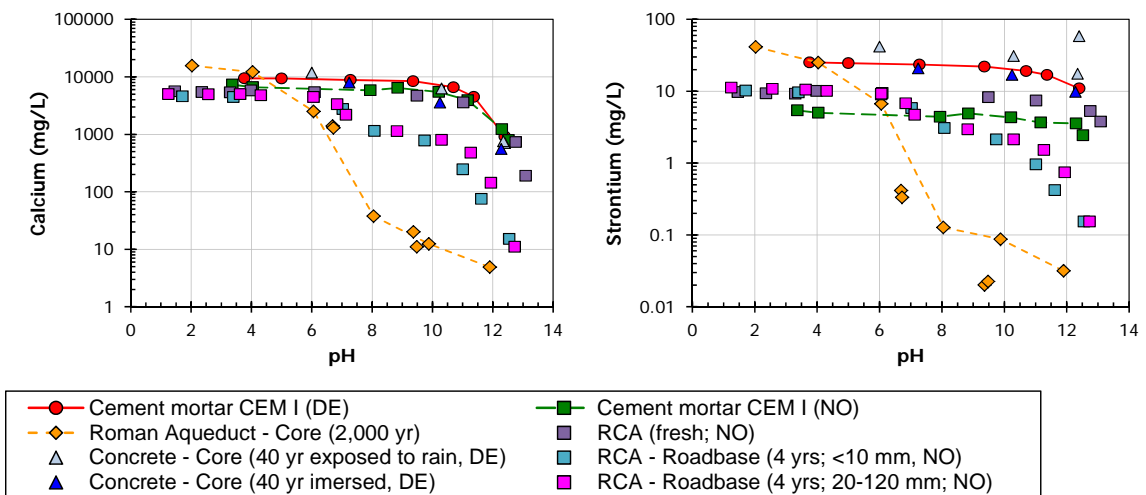 100000
10000
1000
100
10
1
Calcium (mg/L)
0 2 4 6 8 10 12 14
pH
100
10
1
0.1
0.01
Strontium (mg/L)
0 2 4 6 8 10 12 14
pH
Cement mortar CEM I (DE)
Roman Aqueduct - Core (2,000 yr)
Concrete - Core (40 yr exposed to rain, DE)
Concrete - Core (40 yr imersed, DE)
Cement mortar CEM I (NO)
RCA (fresh; NO)
RCA - Roadbase (4 yrs; <10 mm, NO)
RCA - Roadbase (4 yrs; 20-120 mm; NO)